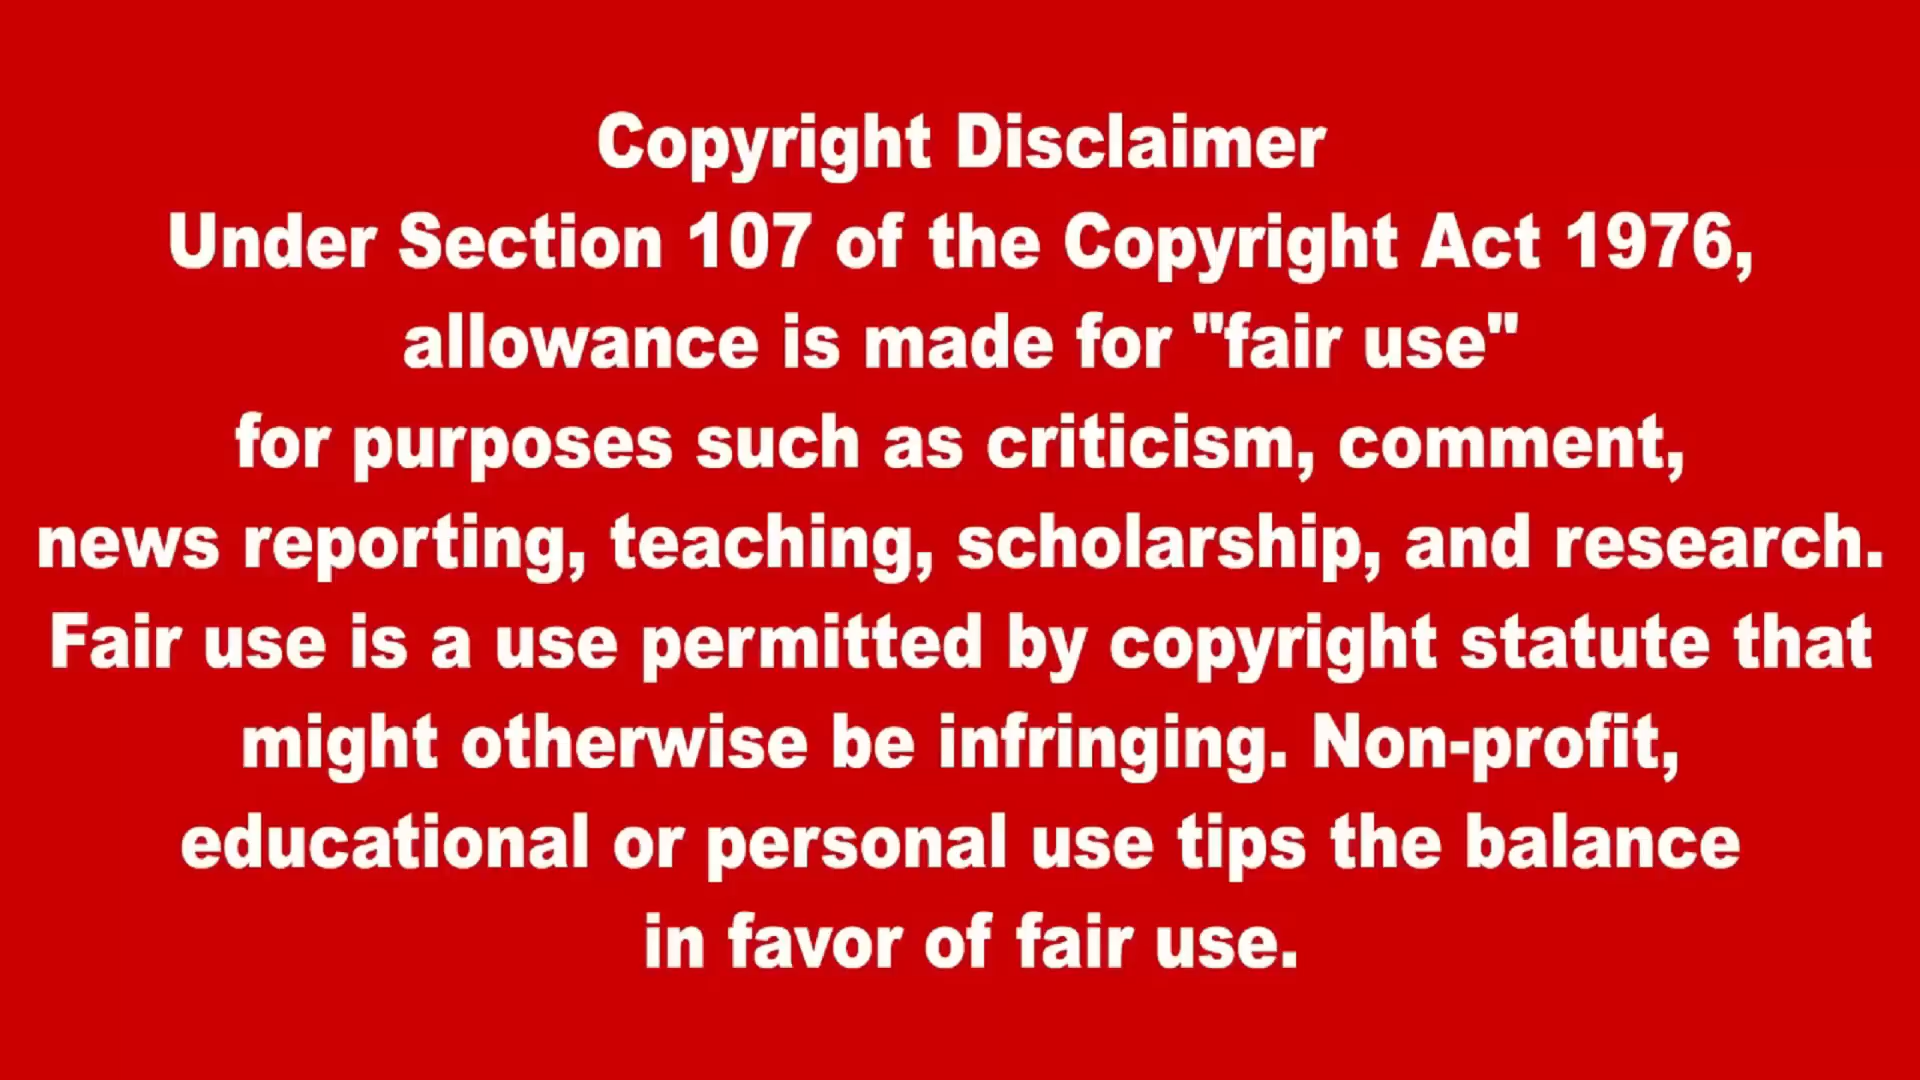 Copyright Disclaimer
Under Section 107 of the Copyright Act 1976,
allowance is made for "fair use"
for purposes such as criticism, comment,
news reporting, teaching, scholarship, and research.
Fair use is a use permitted by copyright statute that
might otherwise be infringing. Non-profit,
educational or personal use tips the balance
in favor of fair use.